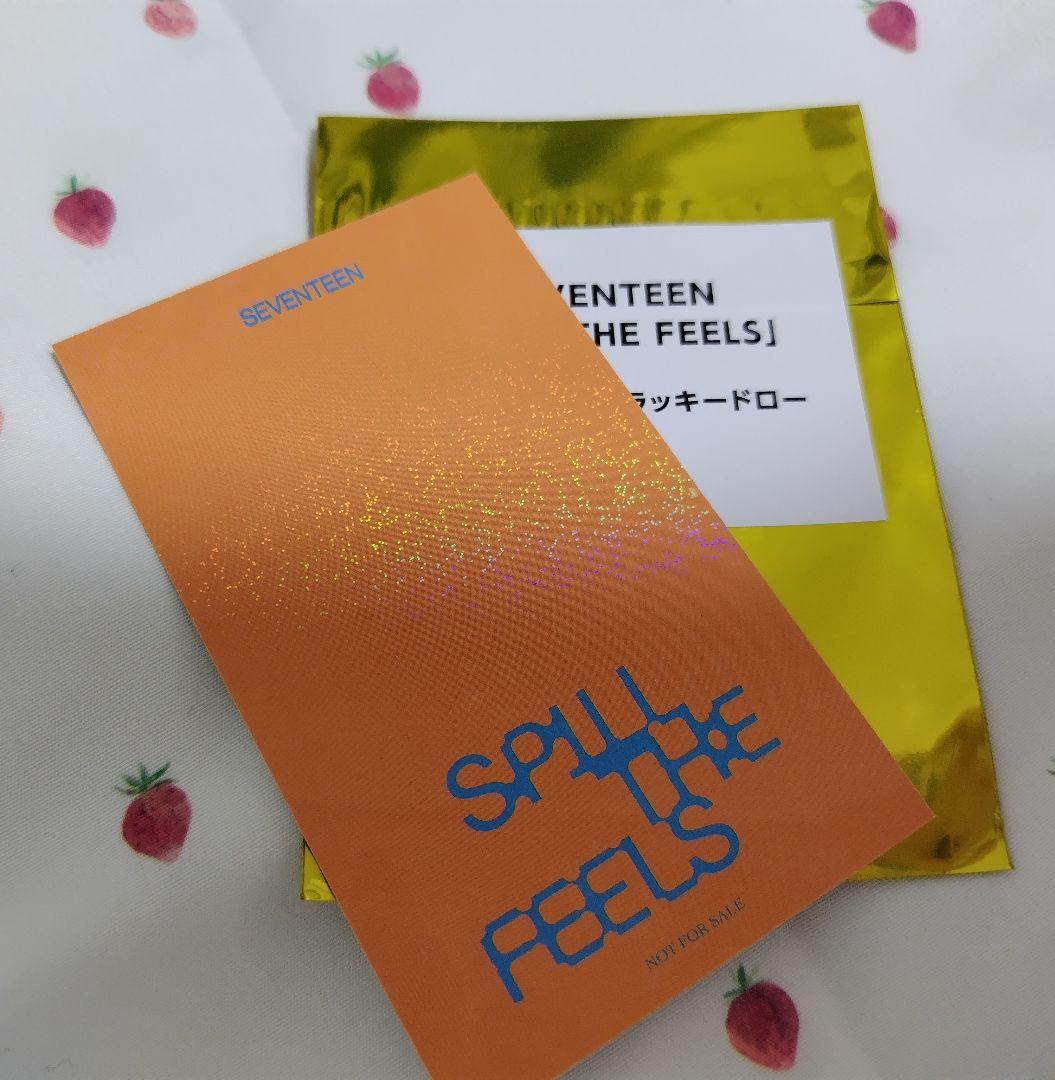 SEVENTEEN
SPILL THE
FEELS
NOT FOR SALE
VENTEEN
THE FEELS」
ラッキードロー